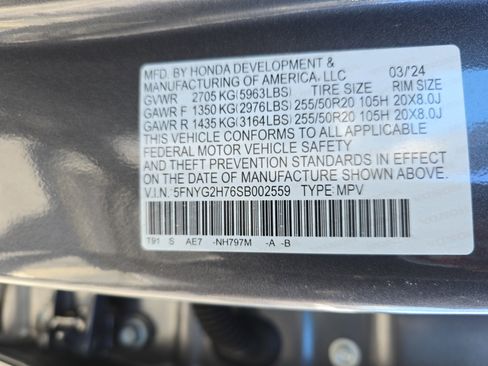 MFD. BY HONDA DEVELOPMENT & 03/'24
MANUFACTURING OF AMERICA, LLC
GVWR 2705 KG(5963LBS) TIRE SIZE RIM SIZE
GAWR F 1350 KG(2976LBS) 255/50R20 105H 20X8.0J
GAWR R 1435 KG(3164LBS) 255/50R20 105H 20X8.0J
THIS VEHICLE CONFORMS TO ALL APPLICABLE
FEDERAL MOTOR VEHICLE SAFETY
AND THEFT PREVENTION STANDARDS IN EFFECT
ON THE DATE OF MANUFACTURE SHOWN ABOVE.
V.I.N. 5FNYG2H76SB002559 TYPE: MPV
T91 S AE7 -NH797M -A -B